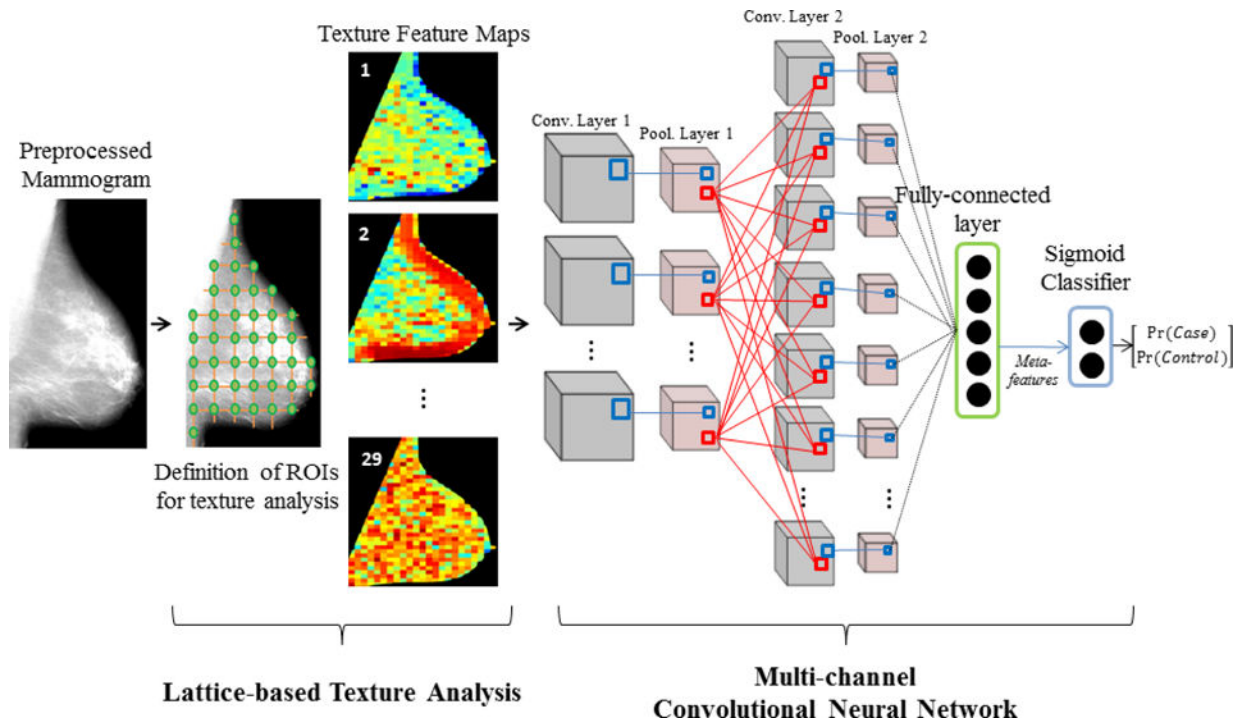 Texture Feature Maps
Conv. Layer 2
Pool. Layer 2
1
Conv. Layer 1
Pool. Layer 1
Preprocessed
Mammogram
Fully-connected
layer
2
Sigmoid
Classifier
Pr(Case)
Pr(Control)
Meta-
features
29
Definition of ROIs
for texture analysis
Lattice-based Texture Analysis
Multi-channel
Convolutional Neural Network